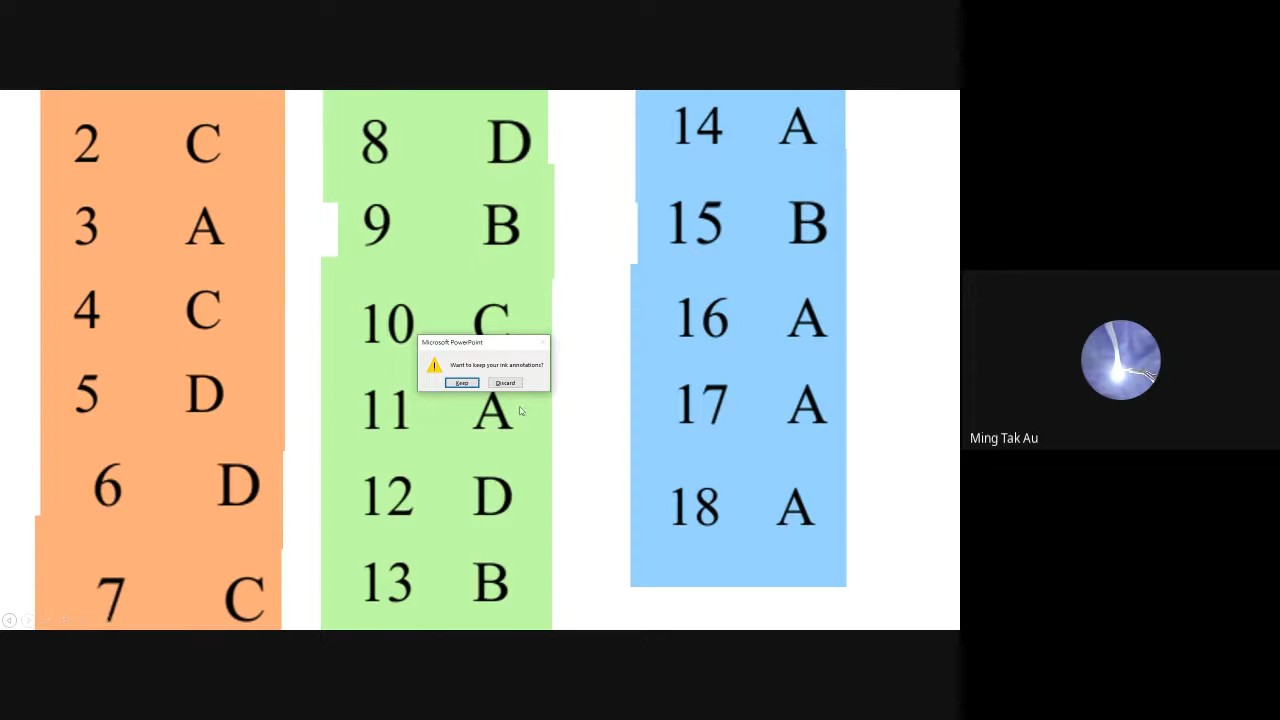 2 C
3 A
4 C
5 D
6 D
7 C
8 D
9 B
10 C
11 A
12 D
13 B
14 A
15 B
16 A
17 A
18 A
Microsoft PowerPoint
Want to keep your ink annotations?
Keep
Discard
Ming Tak Au